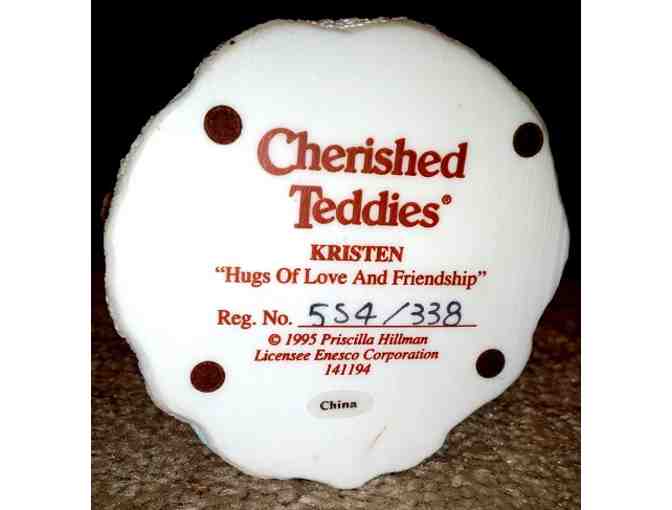 Cherished
Teddies®
KRISTEN
"Hugs Of Love And Friendship"
Reg. No. 5S4/338
© 1995 Priscilla Hillman
Licensee Enesco Corporation
141194
China